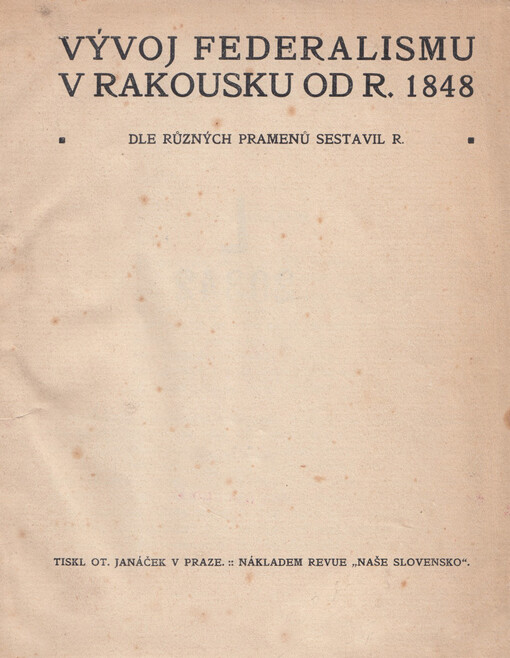 VÝVOJ FEDERALISMU
V RAKOUSKU OD R. 1848
DLE RŮZNÝCH PRAMENŮ SESTAVIL R.
TISKL OT. JANÁČEK V PRAZE. :: NÁKLADEM REVUE „NAŠE SLOVENSKO“.